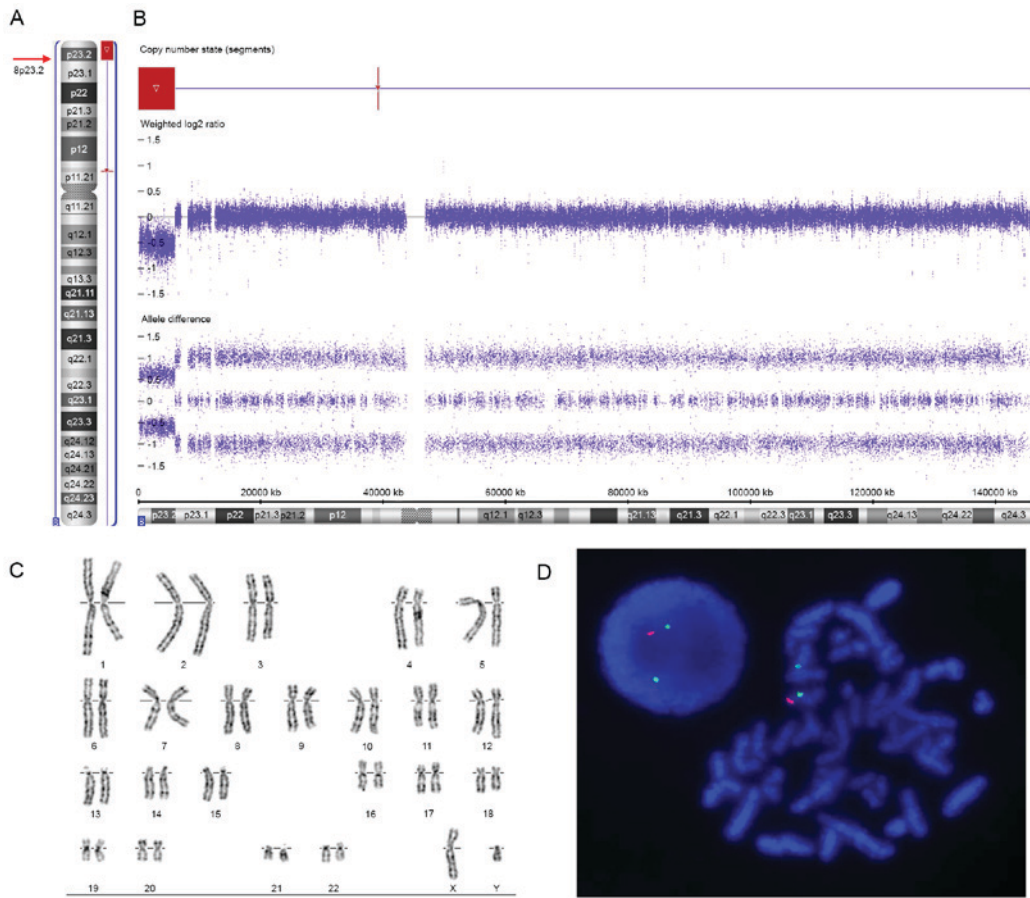 A
B
8p23.2
p23.2
p23.1
p22
p21.3
p21.2
p12
p11.21
q11.21
q12.1
q12.3
q13.3
q21.11
q21.13
q21.3
q22.1
q22.3
q23.1
q23.3
q24.12
q24.13
q24.21
q24.22
q24.23
q24.3
Copy number state (segments)
Weighted log2 ratio
1.5
1
0.5
0
-0.5
-1
-1.5
Allele difference
1.5
1.0
0.5
0
-0.5
-1.0
-1.5
0 20000 kb 40000 kb 60000 kb 80000 kb 100000 kb 120000 kb 140000 kb
p23.2 p23.1 p22 p21.3 p21.2 p12 q12.1 q12.3 q21.13 q21.3 q22.1 q22.3 q23.1 q23.3 q24.13 q24.22 q24.3
C
1 2 3 4 5
6 7 8 9 10 11 12
13 14 15 16 17 18
19 20 21 22 X Y
D